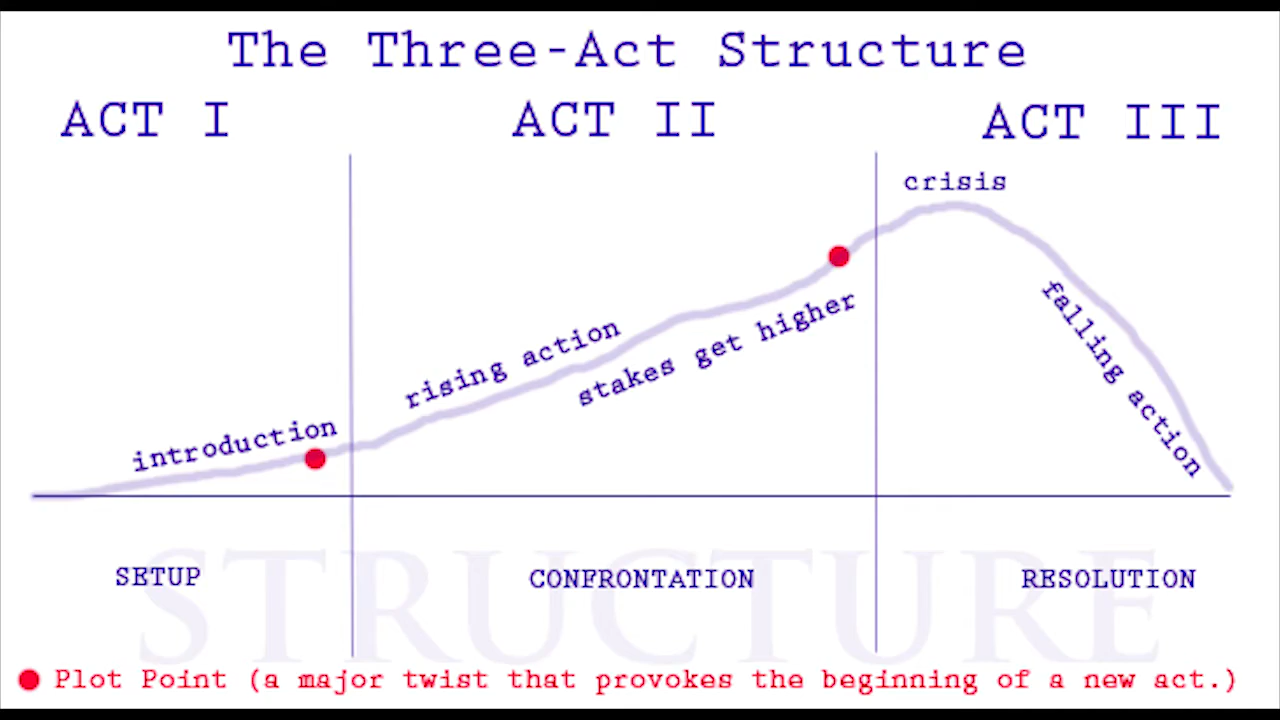 The Three-Act Structure
ACT I
ACT II
ACT III
crisis
falling action
rising action
stakes get higher
introduction
STRUCTURE
SETUP
CONFRONTATION
RESOLUTION
Plot Point (a major twist that provokes the beginning of a new act.)